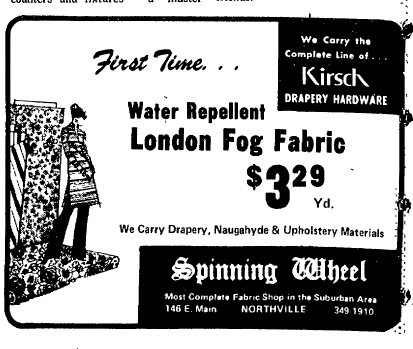 counters and fixtures a master
First Time. . .
We Carry the
Complete Line of . . .
Kirsch
DRAPERY HARDWARE
Water Repellent
London Fog Fabric
$3 29
Yd.
We Carry Drapery, Naugahyde & Upholstery Materials
Spinning Wheel
Most Complete Fabric Shop in the Suburban Area
146 E. Main NORTHVILLE 349-1910